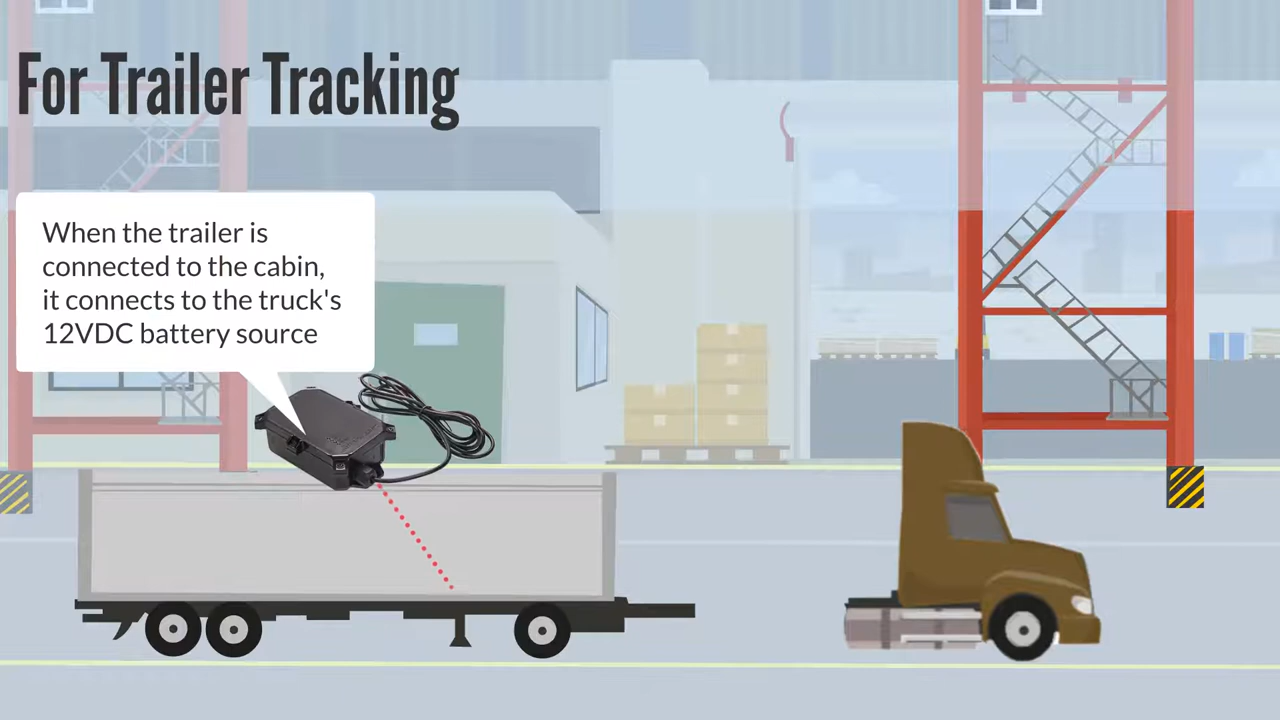 For Trailer Tracking
When the trailer is
connected to the cabin,
it connects to the truck's
12VDC battery source